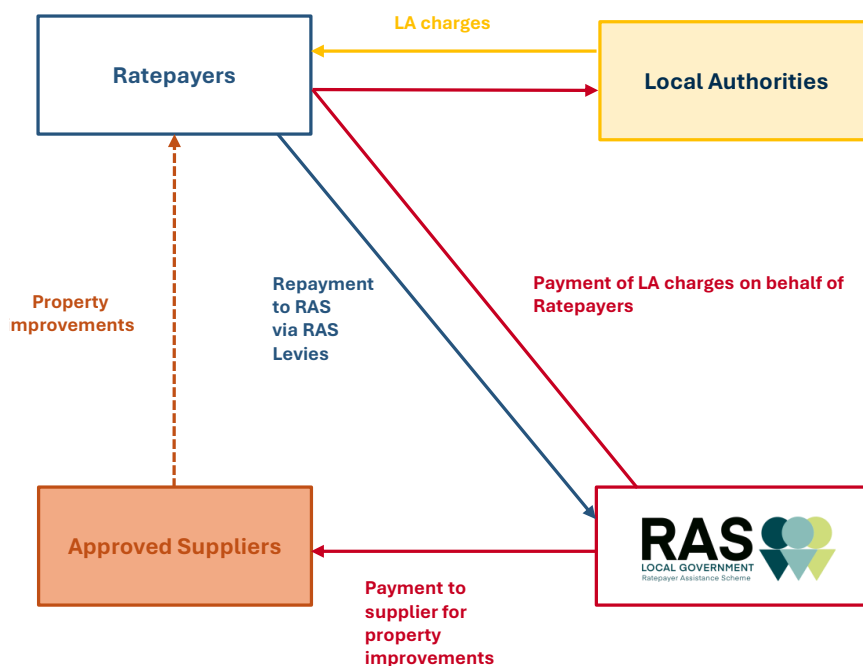 LA charges
Ratepayers
Local Authorities
Repayment
to RAS
via RAS
Levies
Payment of LA charges on behalf of
Ratepayers
Property
mprovements
Approved Suppliers
RAS
LOCAL GOVERNMENT
Ratepayer Assistance Scheme
Payment to
supplier for
property
improvements